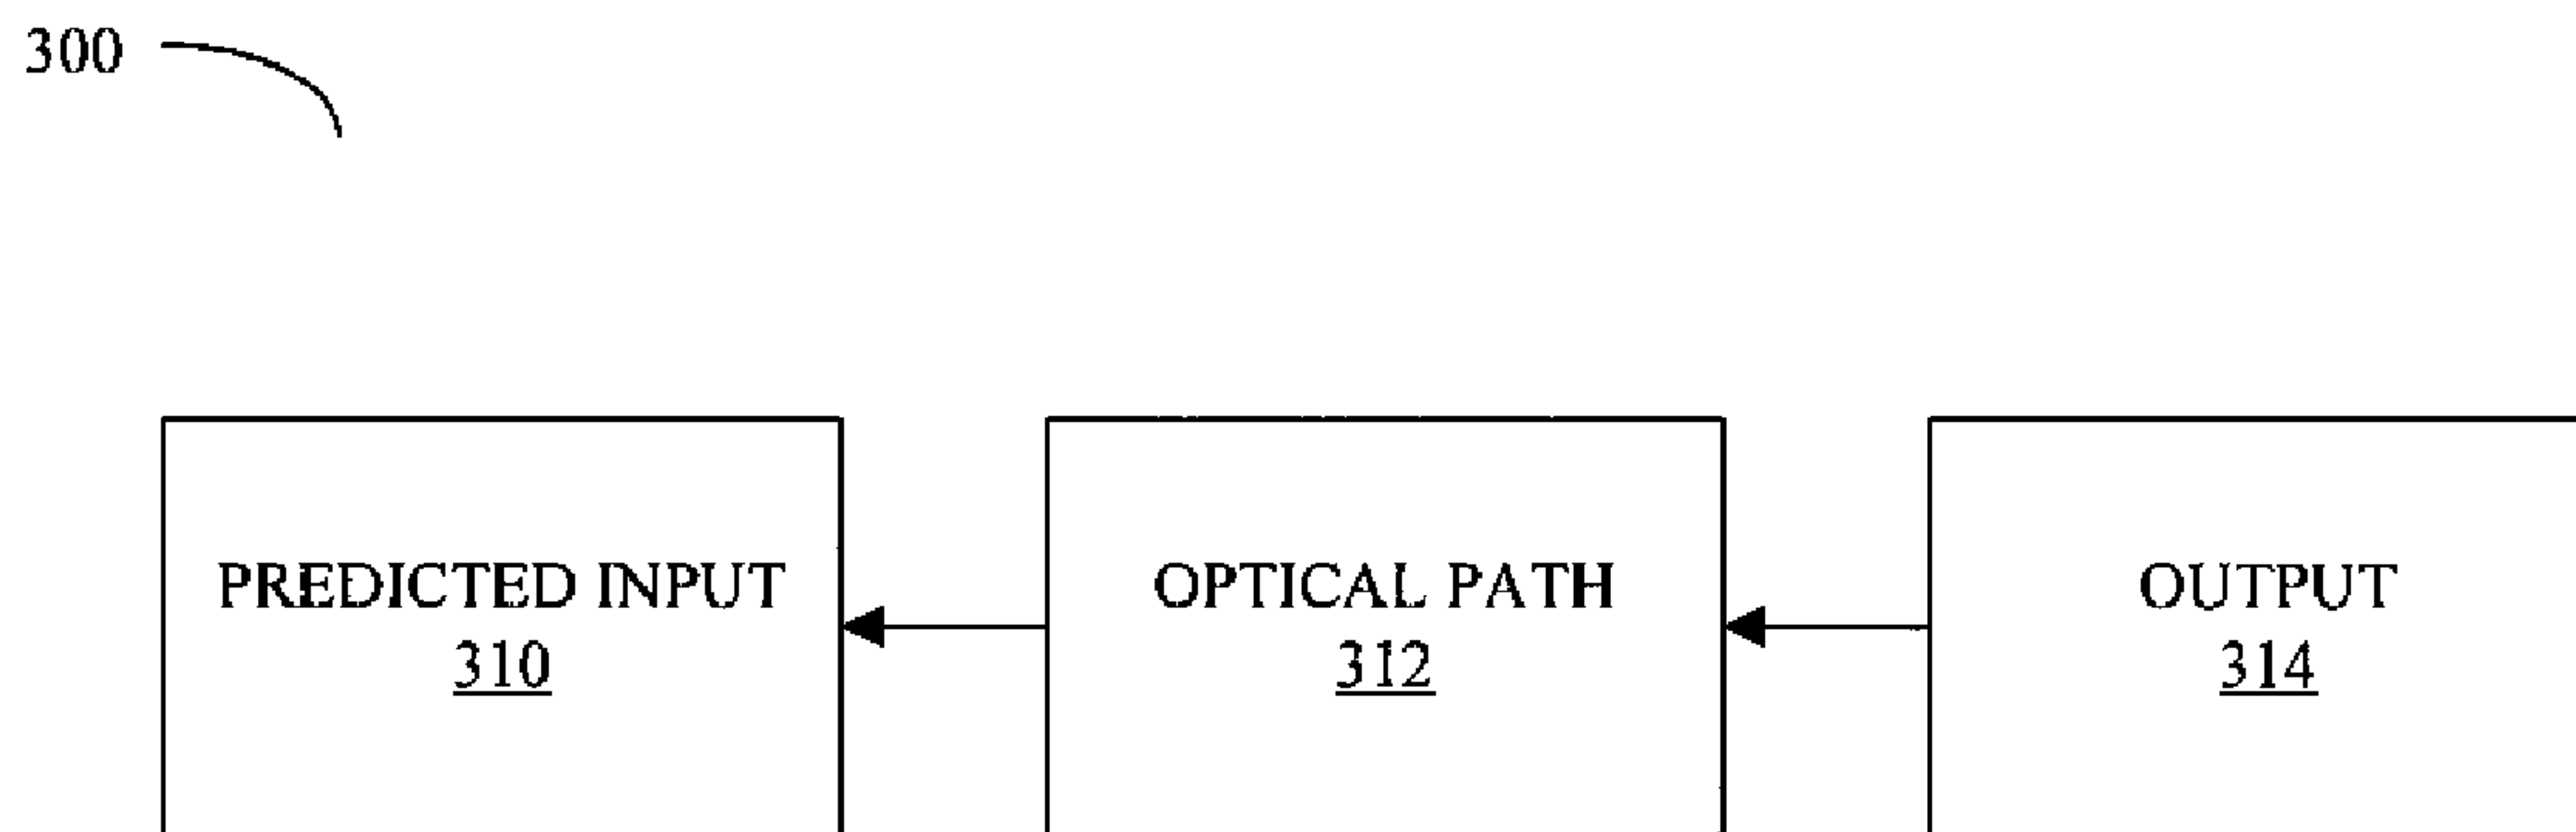 300
PREDICTED INPUT
310
OPTICAL PATH
312
OUTPUT
314